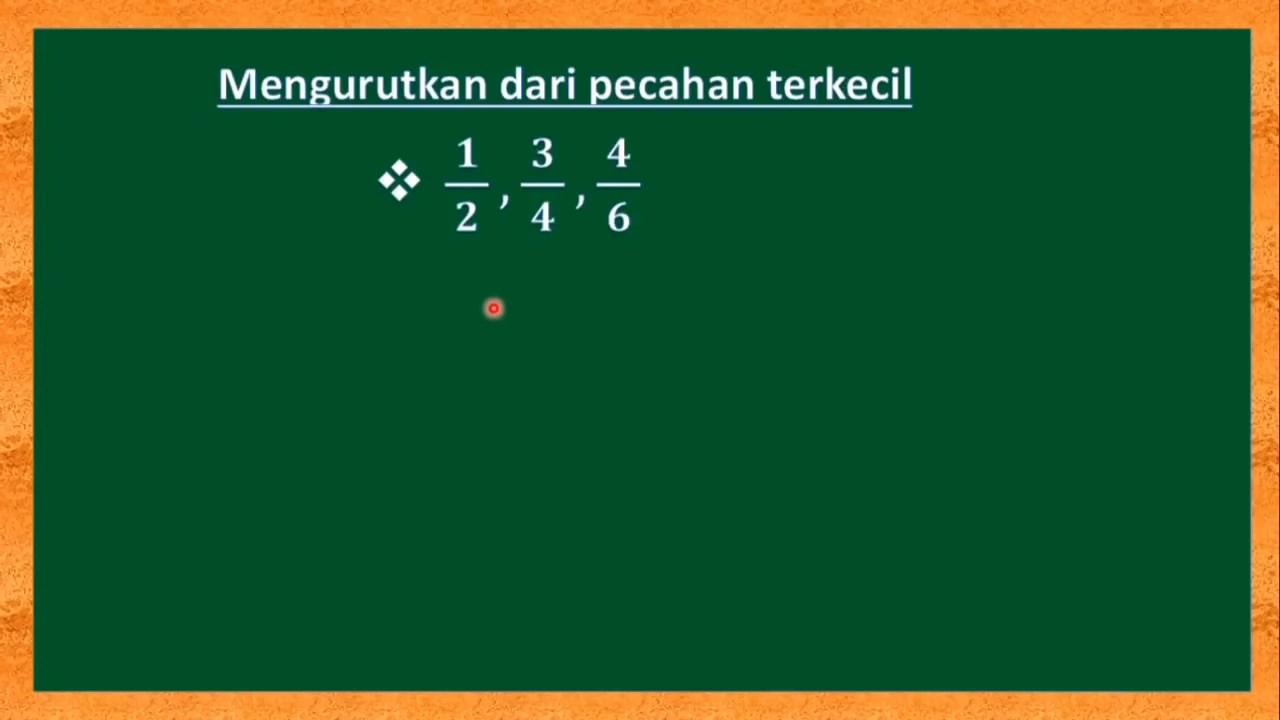 Mengurutkan dari pecahan terkecil
❖ 1/2 , 3/4 , 4/6